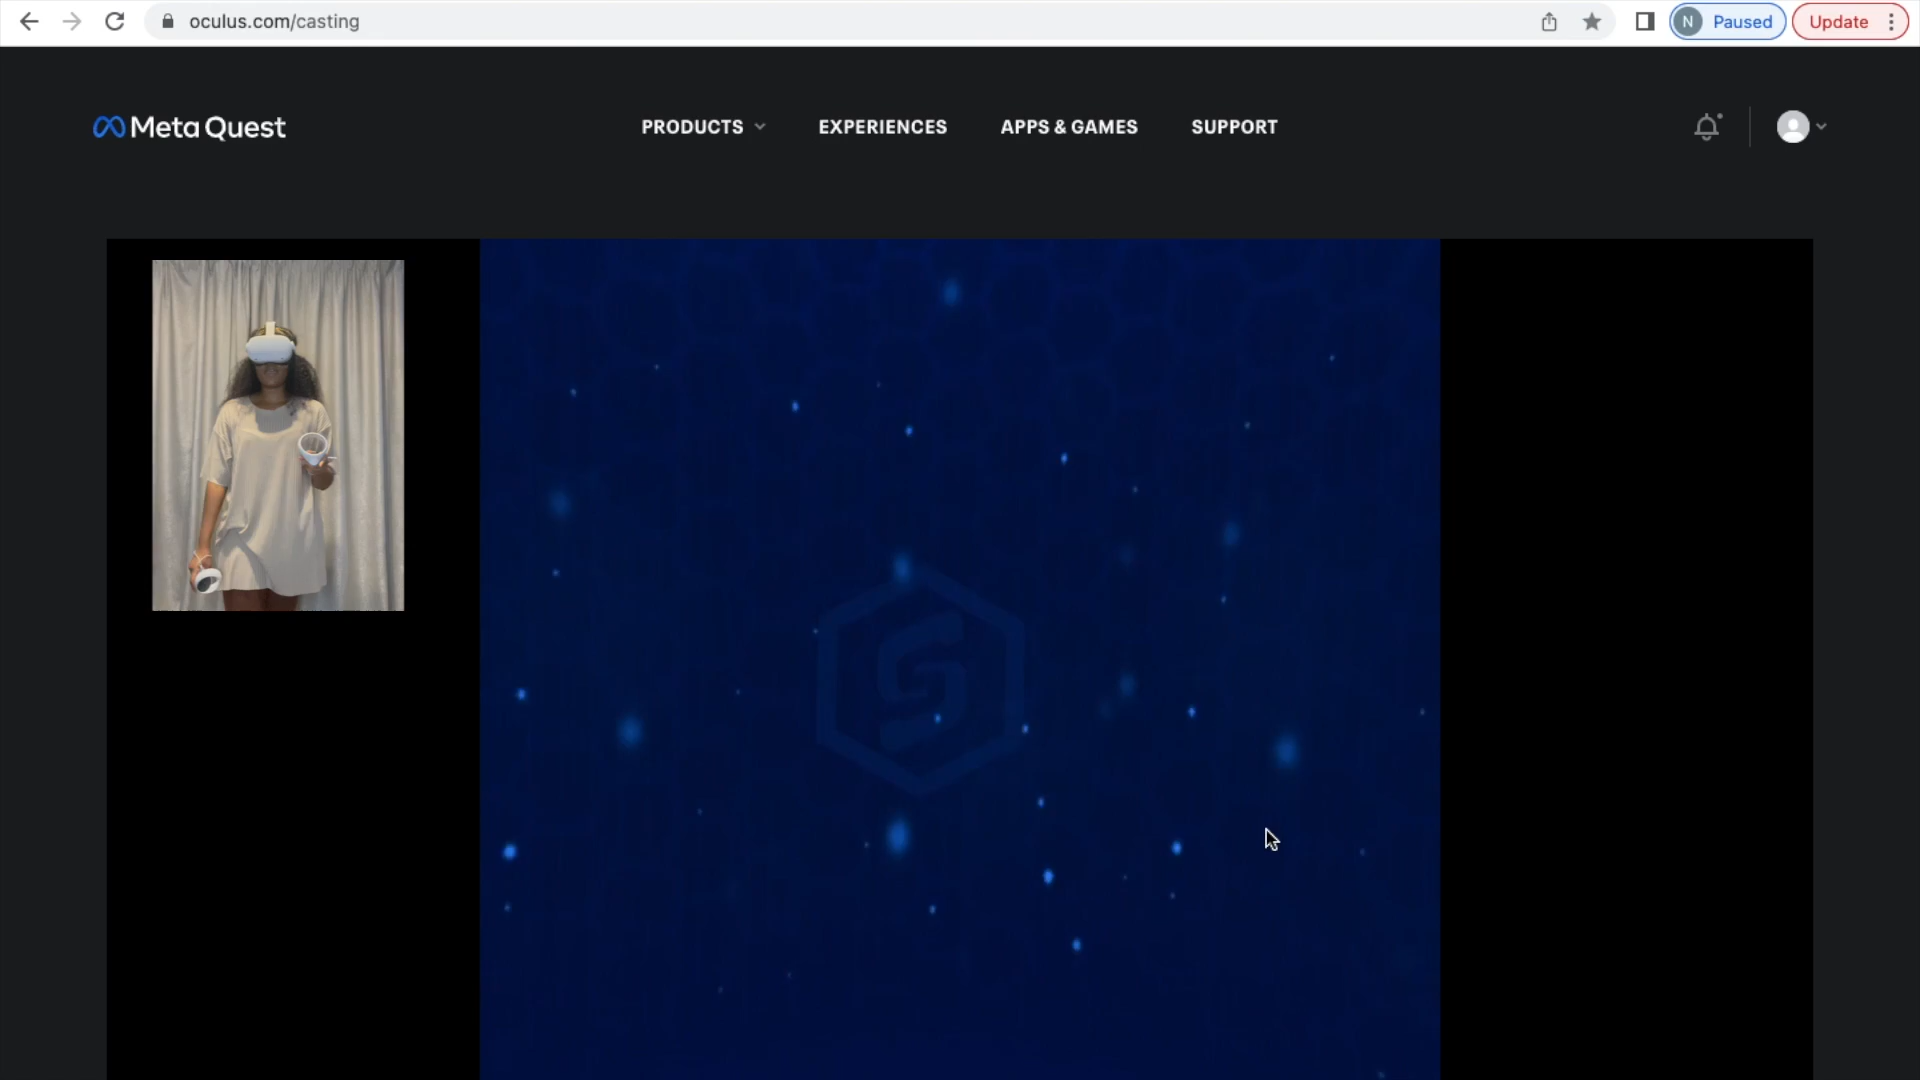 oculus.com/casting
N Paused Update
Meta Quest PRODUCTS EXPERIENCES APPS & GAMES SUPPORT
S